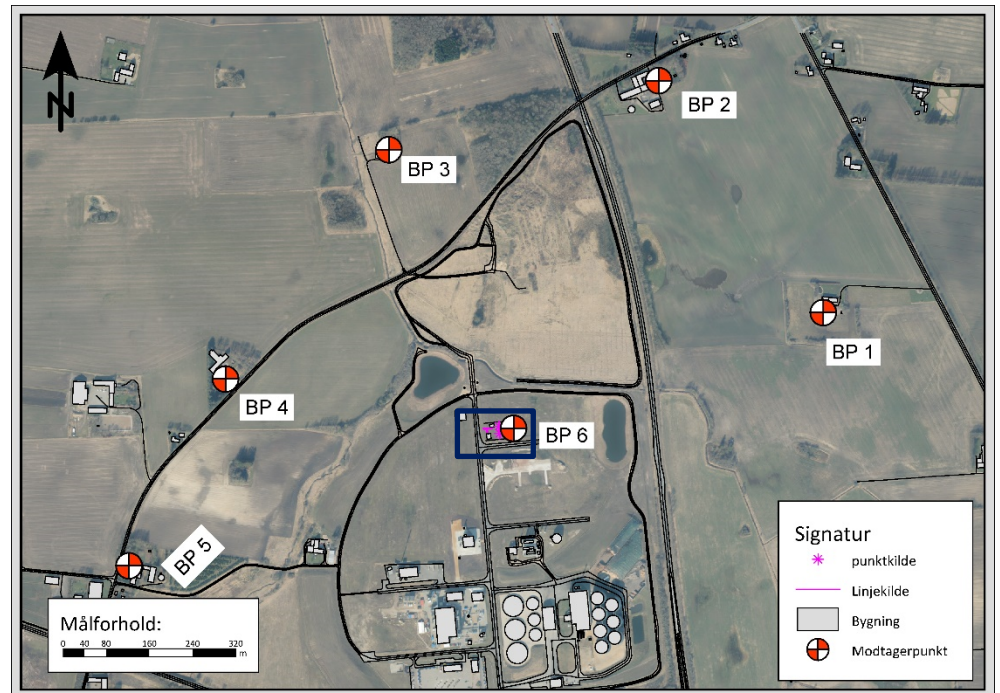 N
BP 2
BP 3
BP 1
BP 4
BP 6
BP 5
Målforhold:
0 40 80 160 240 320
m
Signatur
punktkilde
Linjekilde
Bygning
Modtagerpunkt